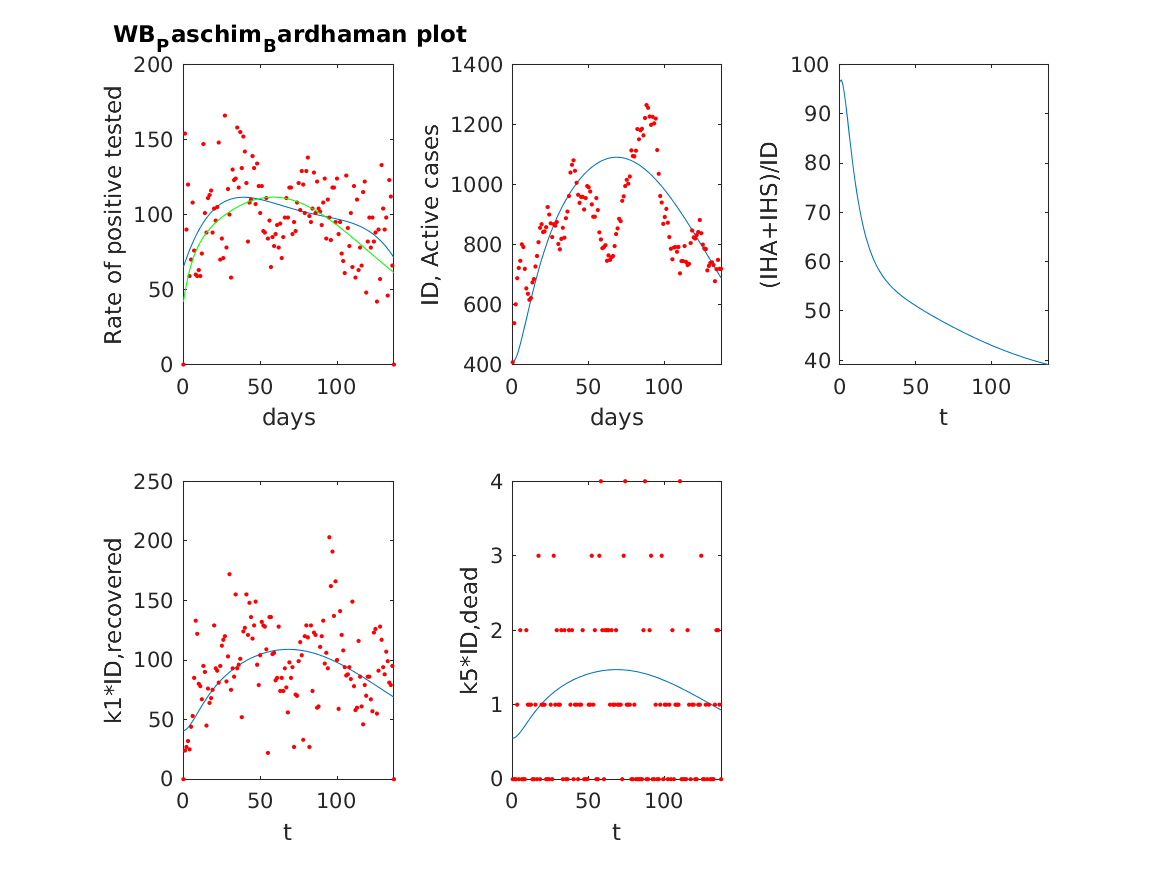 WB_Paschim_Bardhaman plot
200
150
100
50
0
0 50 100
Rate of positive tested
days
1400
1200
1000
800
600
400
0 50 100
ID, Active cases
days
100
90
80
70
60
50
40
0 50 100
(IHA+IHS)/ID
t
250
200
150
100
50
0
0 50 100
k1*ID,recovered
t
4
3
2
1
0
0 50 100
k5*ID,dead
t